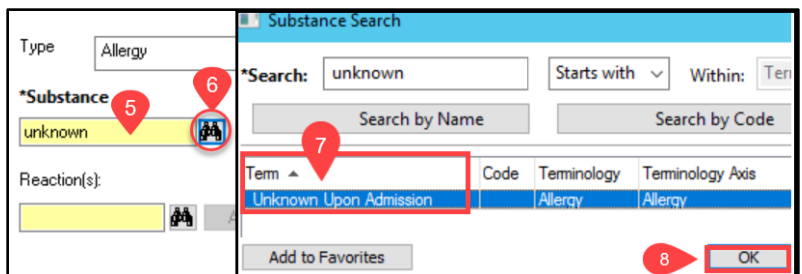 Type Allergy
*Substance
5
6
unknown
Reaction(s):
Substance Search
*Search: unknown Starts with Within:
Search by Name Search by Code
7
Term Code Terminology Terminology Axis
Unknown Upon Admission Allergy Allergy
Add to Favorites 8 OK